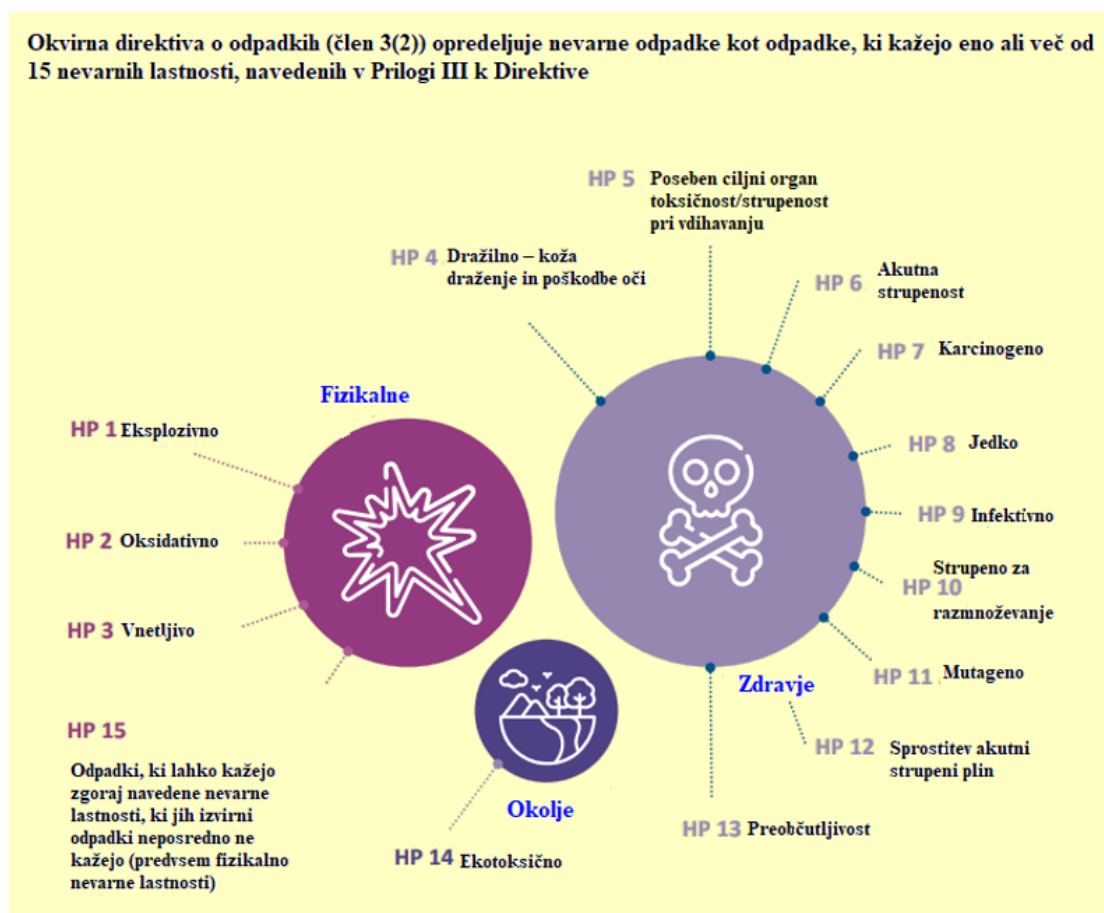 Okvirna direktiva o odpadkih (člen 3(2)) opredeljuje nevarne odpadke kot odpadke, ki kažejo eno ali več od
15 nevarnih lastnosti, navedenih v Prilogi III k Direktive
HP 5 Poseben ciljni organ
toksičnost/strupenost
pri vdihavanju
HP 4 Dražilno – koža
draženje in poškodbe oči
HP 6 Akutna
strupenost
HP 7 Karcinogeno
Fizikalne
HP 1 Eksplozivno
HP 8 Jedko
HP 9 Infektívno
HP 2 Oksidativno
Strupeno za
HP 10
razmnoževanje
HP 3 Vnetljivo
HP 11 Mutageno
Zdravje
HP 15
HP 12 Sprostitev akutni
strupeni plin
Odpadki, ki lahko kažejo
zgoraj navedene nevarne
lastnosti, ki jih izvirni
odpadki neposredno ne
kažejo (predvsem fizikalno
nevarne lastnosti)
Okolje
HP 13 Preobčutljivost
HP 14 Ekotoksično